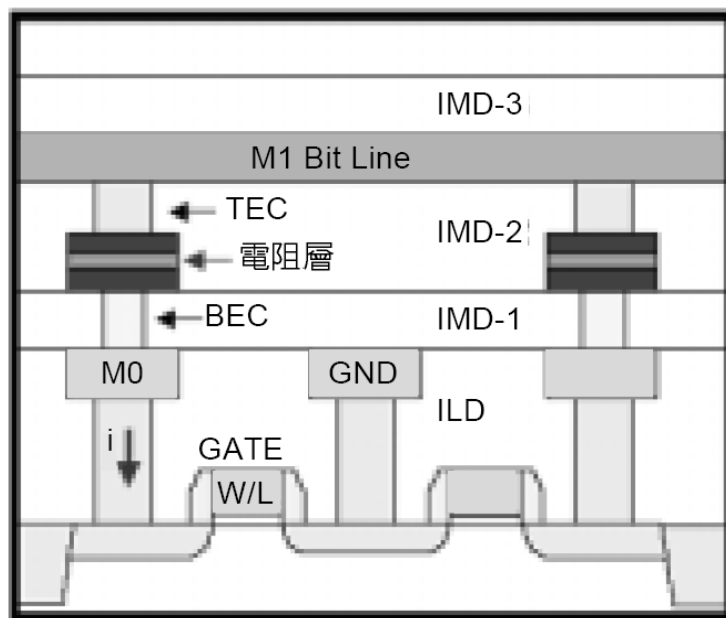 IMD-3
M1 Bit Line
TEC
IMD-2
電阻層
BEC
IMD-1
M0
GND
ILD
i
GATE
W/L